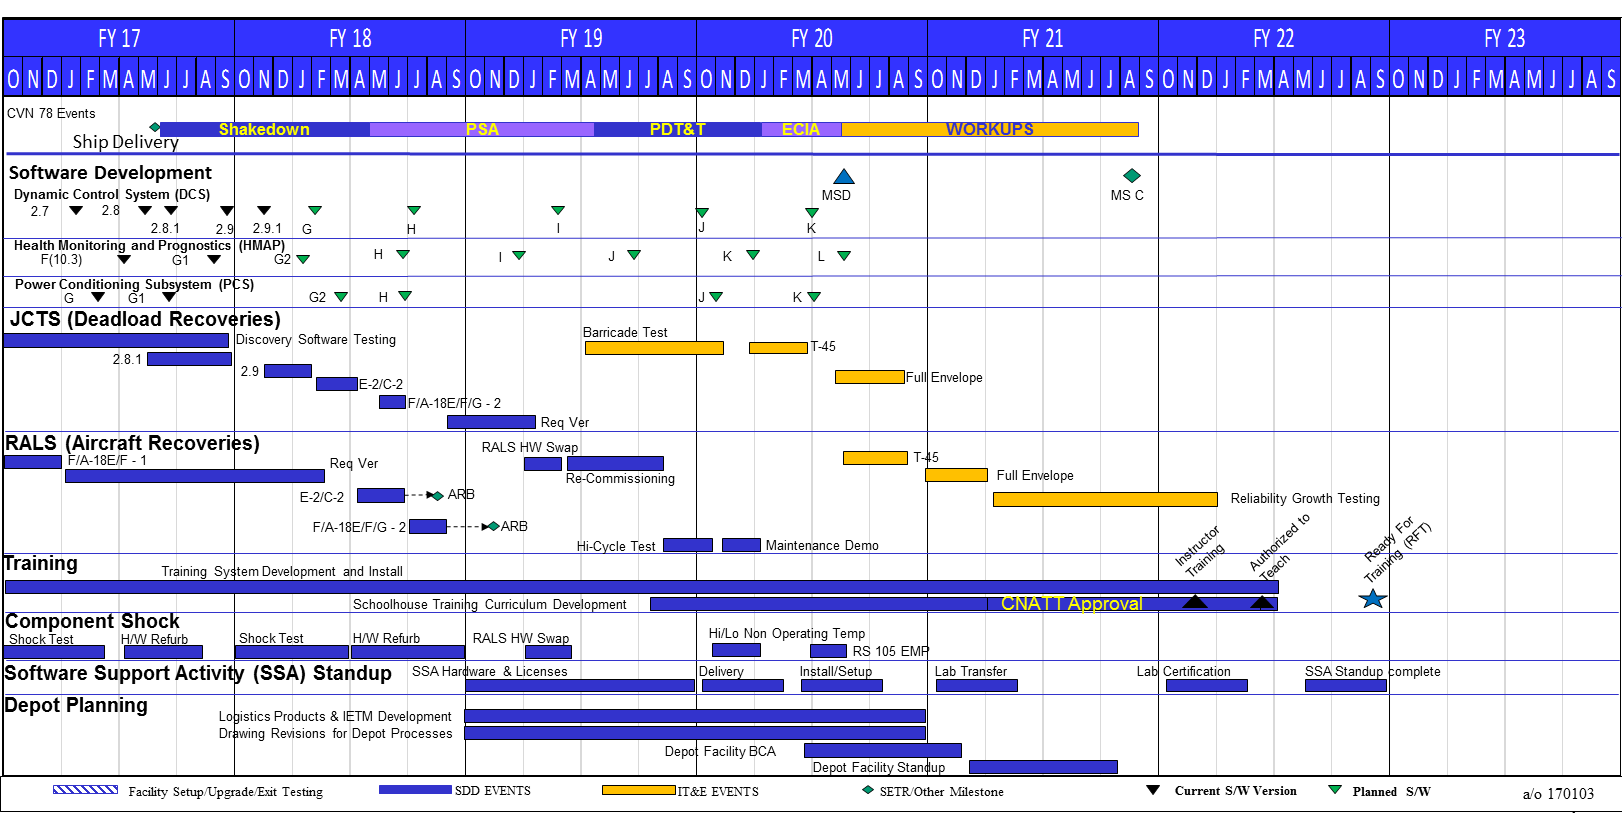 FY 17 FY 18 FY 19 FY 20 FY 21 FY 22 FY 23
O N D J F M A M J J A S O N D J F M A M J J A S O N D J F M A M J J A S O N D J F M A M J J A S O N D J F M A M J J A S O N D J F M A M J J A S O N D J F M A M J J A S
CVN 78 Events
Shakedown PSA PDT&T ECIA WORKUPS
Ship Delivery
Software Development
MSD MS C
Dynamic Control System (DCS)
2.7 2.8
2.8.1 2.9 2.9.1 G H I J K
Health Monitoring and Prognostics (HMAP)
F(10.3) G1 G2 H I J K L
Power Conditioning Subsystem (PCS)
G G1 G2 H J K
JCTS (Deadload Recoveries)
Barricade Test
Discovery Software Testing
T-45
2.8.1
2.9
Full Envelope
E-2/C-2
F/A-18E/F/G - 2
Req Ver
RALS (Aircraft Recoveries)
RALS HW Swap
F/A-18E/F - 1
Req Ver
T-45
Re-Commissioning
Full Envelope
E-2/C-2 ARB
Reliability Growth Testing
F/A-18E/F/G - 2 ARB
Hi-Cycle Test Maintenance Demo
Instructor
Training
Authorized to
Teach
Ready For
Training (RFT)
Training
Training System Development and Install
Schoolhouse Training Curriculum Development
CNATT Approval
Component Shock
Shock Test H/W Refurb Shock Test H/W Refurb RALS HW Swap
Hi/Lo Non Operating Temp
RS 105 EMP
Software Support Activity (SSA) Standup
SSA Hardware & Licenses Delivery Install/Setup Lab Transfer Lab Certification SSA Standup complete
Depot Planning
Logistics Products & IETM Development
Drawing Revisions for Depot Processes
Depot Facility BCA
Depot Facility Standup
Facility Setup/Upgrade/Exit Testing SDD EVENTS IT&E EVENTS SETR/Other Milestone Current S/W Version Planned S/W a/o 170103